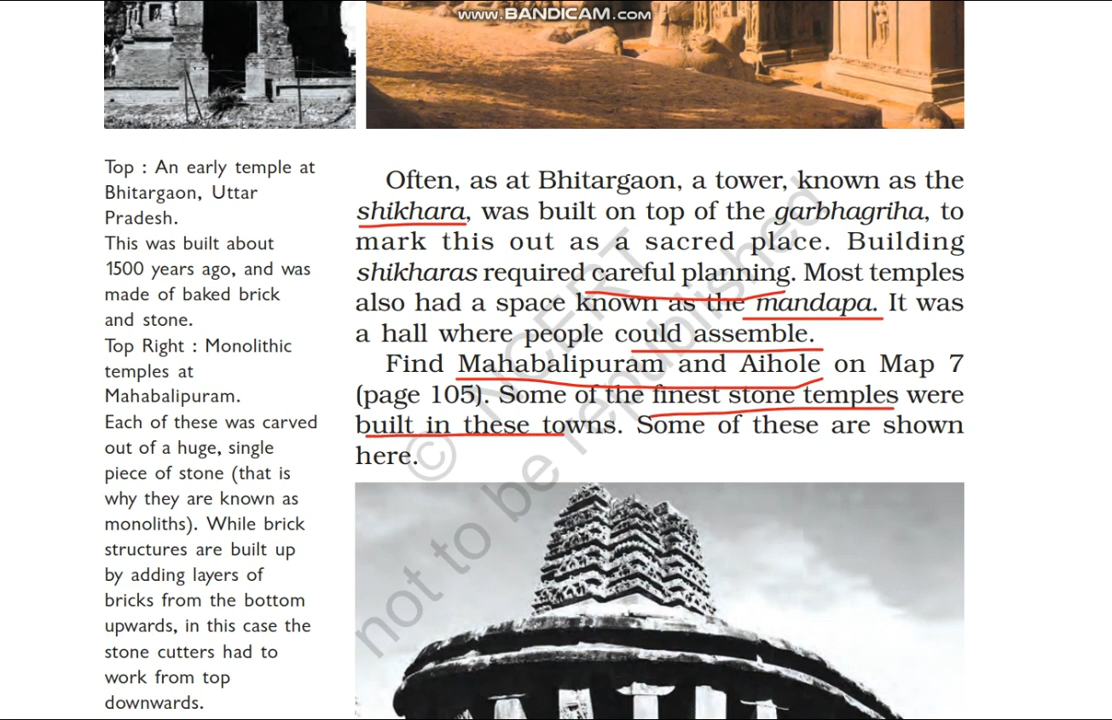 www.BANDICAM.com
Top : An early temple at
Bhitargaon, Uttar
Pradesh.
This was built about
1500 years ago, and was
made of baked brick
and stone.
Top Right : Monolithic
temples at
Mahabalipuram.
Each of these was carved
out of a huge, single
piece of stone (that is
why they are known as
monoliths). While brick
structures are built up
by adding layers of
bricks from the bottom
upwards, in this case the
stone cutters had to
work from top
downwards.
Often, as at Bhitargaon, a tower, known as the
shikhara, was built on top of the garbhagriha, to
mark this out as a sacred place. Building
shikharas required careful planning. Most temples
also had a space known as the mandapa. It was
a hall where people could assemble.
Find Mahabalipuram and Aihole on Map 7
(page 105). Some of the finest stone temples were
built in these towns. Some of these are shown
here.
© NCERT
not to be republished